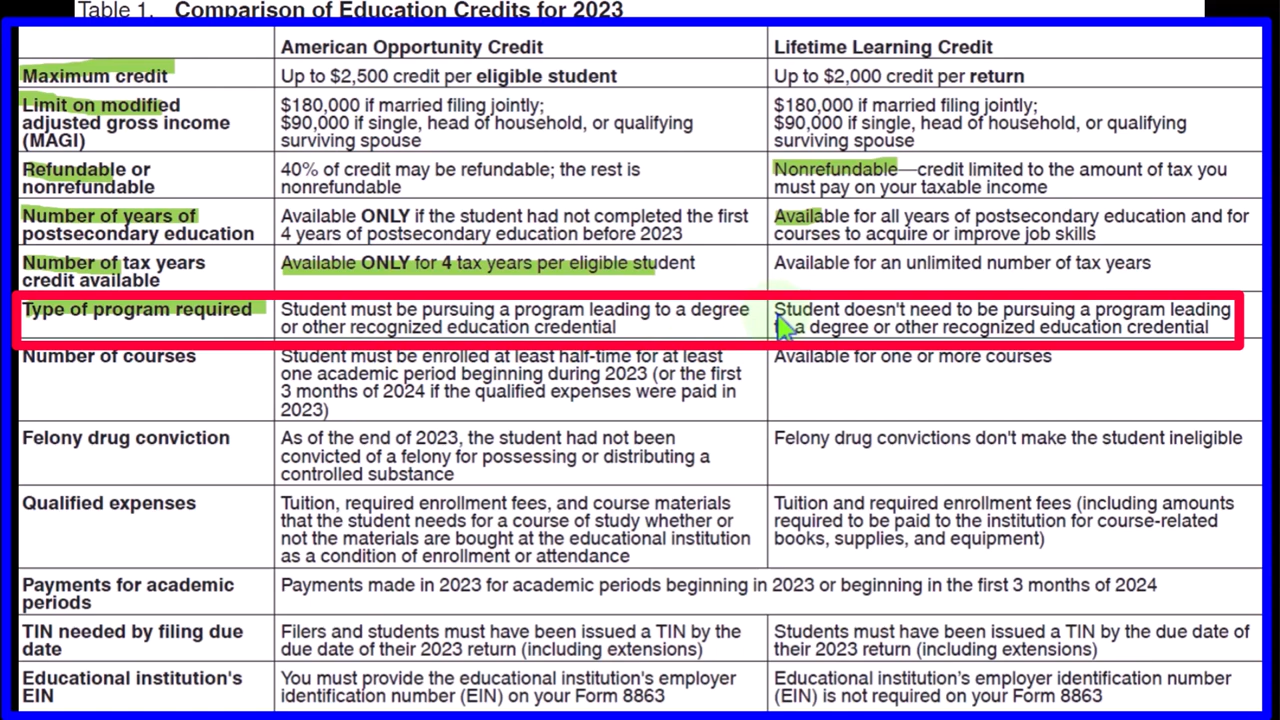 Table 1. Comparison of Education Credits for 2023
American Opportunity Credit
Lifetime Learning Credit
Maximum credit
Up to $2,500 credit per eligible student
Up to $2,000 credit per return
Limit on modified
adjusted gross income
(MAGI)
$180,000 if married filing jointly;
$90,000 if single, head of household, or qualifying
surviving spouse
$180,000 if married filing jointly;
$90,000 if single, head of household, or qualifying
surviving spouse
Refundable or
nonrefundable
40% of credit may be refundable; the rest is
nonrefundable
Nonrefundable—credit limited to the amount of tax you
must pay on your taxable income
Number of years of
postsecondary education
Available ONLY if the student had not completed the first
4 years of postsecondary education before 2023
Available for all years of postsecondary education and for
courses to acquire or improve job skills
Number of tax years
credit available
Available ONLY for 4 tax years per eligible student
Available for an unlimited number of tax years
Type of program required
Student must be pursuing a program leading to a degree
or other recognized education credential
Student doesn't need to be pursuing a program leading
a degree or other recognized education credential
Number of courses
Student must be enrolled at least half-time for at least
one academic period beginning during 2023 (or the first
3 months of 2024 if the qualified expenses were paid in
2023)
Available for one or more courses
Felony drug conviction
As of the end of 2023, the student had not been
convicted of a felony for possessing or distributing a
controlled substance
Felony drug convictions don't make the student ineligible
Qualified expenses
Tuition, required enrollment fees, and course materials
that the student needs for a course of study whether or
not the materials are bought at the educational institution
as a condition of enrollment or attendance
Tuition and required enrollment fees (including amounts
required to be paid to the institution for course-related
books, supplies, and equipment)
Payments for academic
periods
Payments made in 2023 for academic periods beginning in 2023 or beginning in the first 3 months of 2024
TIN needed by filing due
date
Filers and students must have been issued a TIN by the
due date of their 2023 return (including extensions)
Students must have been issued a TIN by the due date of
their 2023 return (including extensions)
Educational institution's
EIN
You must provide the educational institution's employer
identification number (EIN) on your Form 8863
Educational institution's employer identification number
(EIN) is not required on your Form 8863